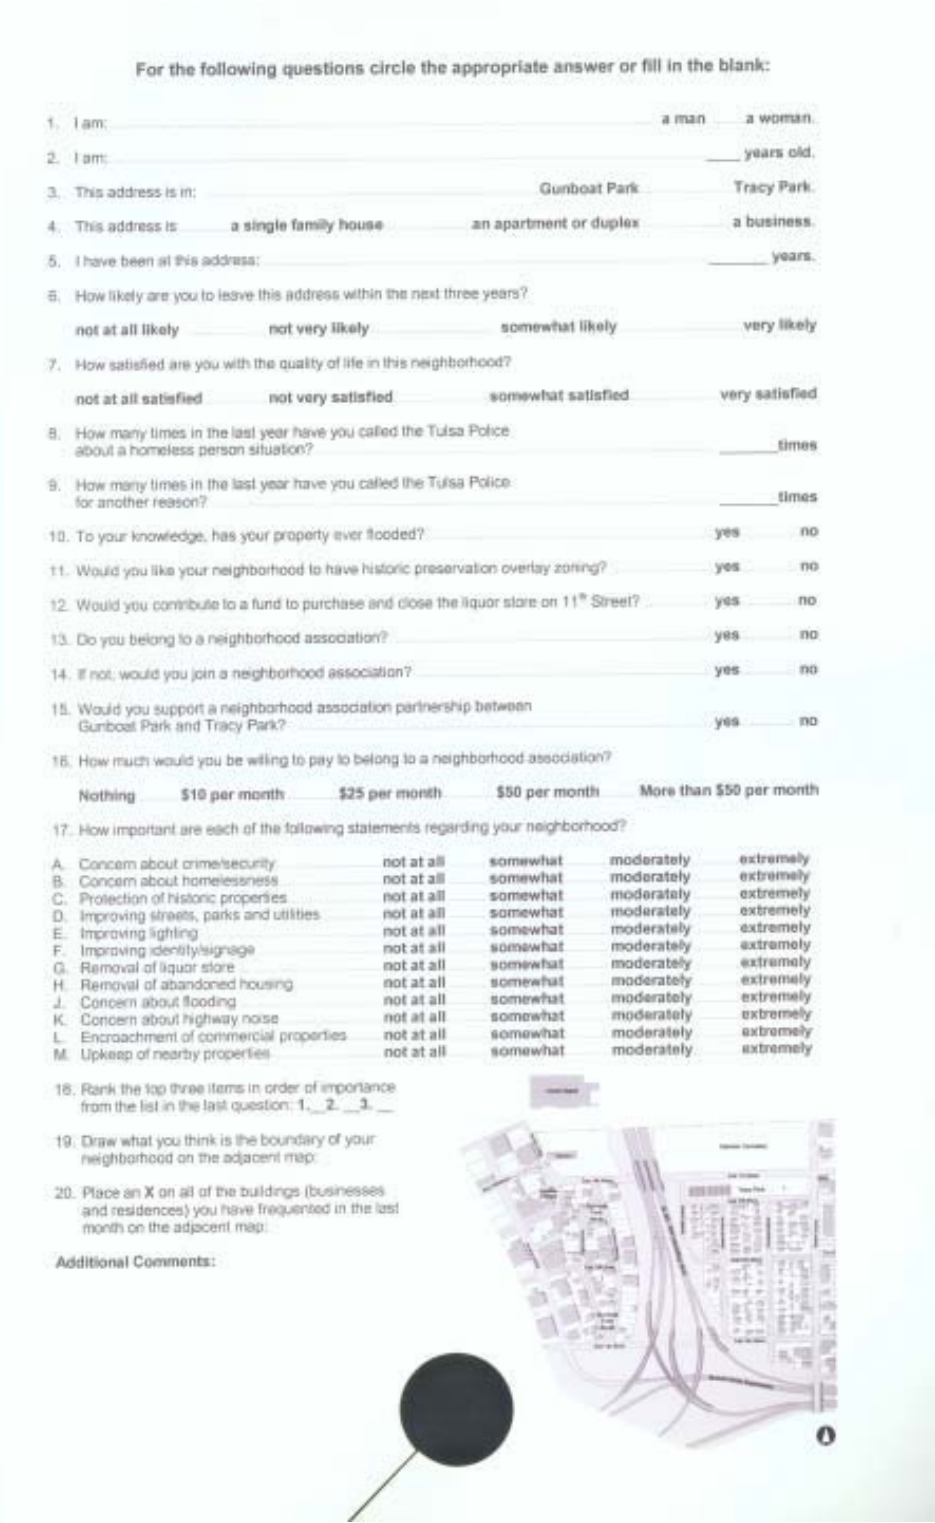 For the following questions circle the appropriate answer or fill in the blank:
1. I am: a man a woman.
2. I am: ____ years old.
3. This address is in: Gunboat Park Tracy Park.
4. This address is a single family house an apartment or duplex a business.
5. I have been at this address: ______ years.
6. How likely are you to leave this address within the next three years?
not at all likely not very likely somewhat likely very likely
7. How satisfied are you with the quality of life in this neighborhood?
not at all satisfied not very satisfied somewhat satisfied very satisfied
8. How many times in the last year have you called the Tulsa Police
about a homeless person situation? ______times
9. How many times in the last year have you called the Tulsa Police
for another reason? ______times
10. To your knowledge, has your property ever flooded? yes no
11. Would you like your neighborhood to have historic preservation overlay zoning? yes no
12. Would you contribute to a fund to purchase and close the liquor store on 11th Street? yes no
13. Do you belong to a neighborhood association? yes no
14. If not, would you join a neighborhood association? yes no
15. Would you support a neighborhood association partnership between
Gunboat Park and Tracy Park? yes no
16. How much would you be willing to pay to belong to a neighborhood association?
Nothing $10 per month $25 per month $50 per month More than $50 per month
17. How important are each of the following statements regarding your neighborhood?
A. Concern about crime/security not at all somewhat moderately extremely
B. Concern about homelessness not at all somewhat moderately extremely
C. Protection of historic properties not at all somewhat moderately extremely
D. Improving streets, parks and utilities not at all somewhat moderately extremely
E. Improving lighting not at all somewhat moderately extremely
F. Improving identity/signage not at all somewhat moderately extremely
G. Removal of liquor store not at all somewhat moderately extremely
H. Removal of abandoned housing not at all somewhat moderately extremely
J. Concern about flooding not at all somewhat moderately extremely
K. Concern about highway noise not at all somewhat moderately extremely
L. Encroachment of commercial properties not at all somewhat moderately extremely
M. Upkeep of nearby properties not at all somewhat moderately extremely
18. Rank the top three items in order of importance
from the list in the last question: 1.__2. __3. __
19. Draw what you think is the boundary of your
neighborhood on the adjacent map:
20. Place an X on all of the buildings (businesses
and residences) you have frequented in the last
month on the adjacent map:
Additional Comments: